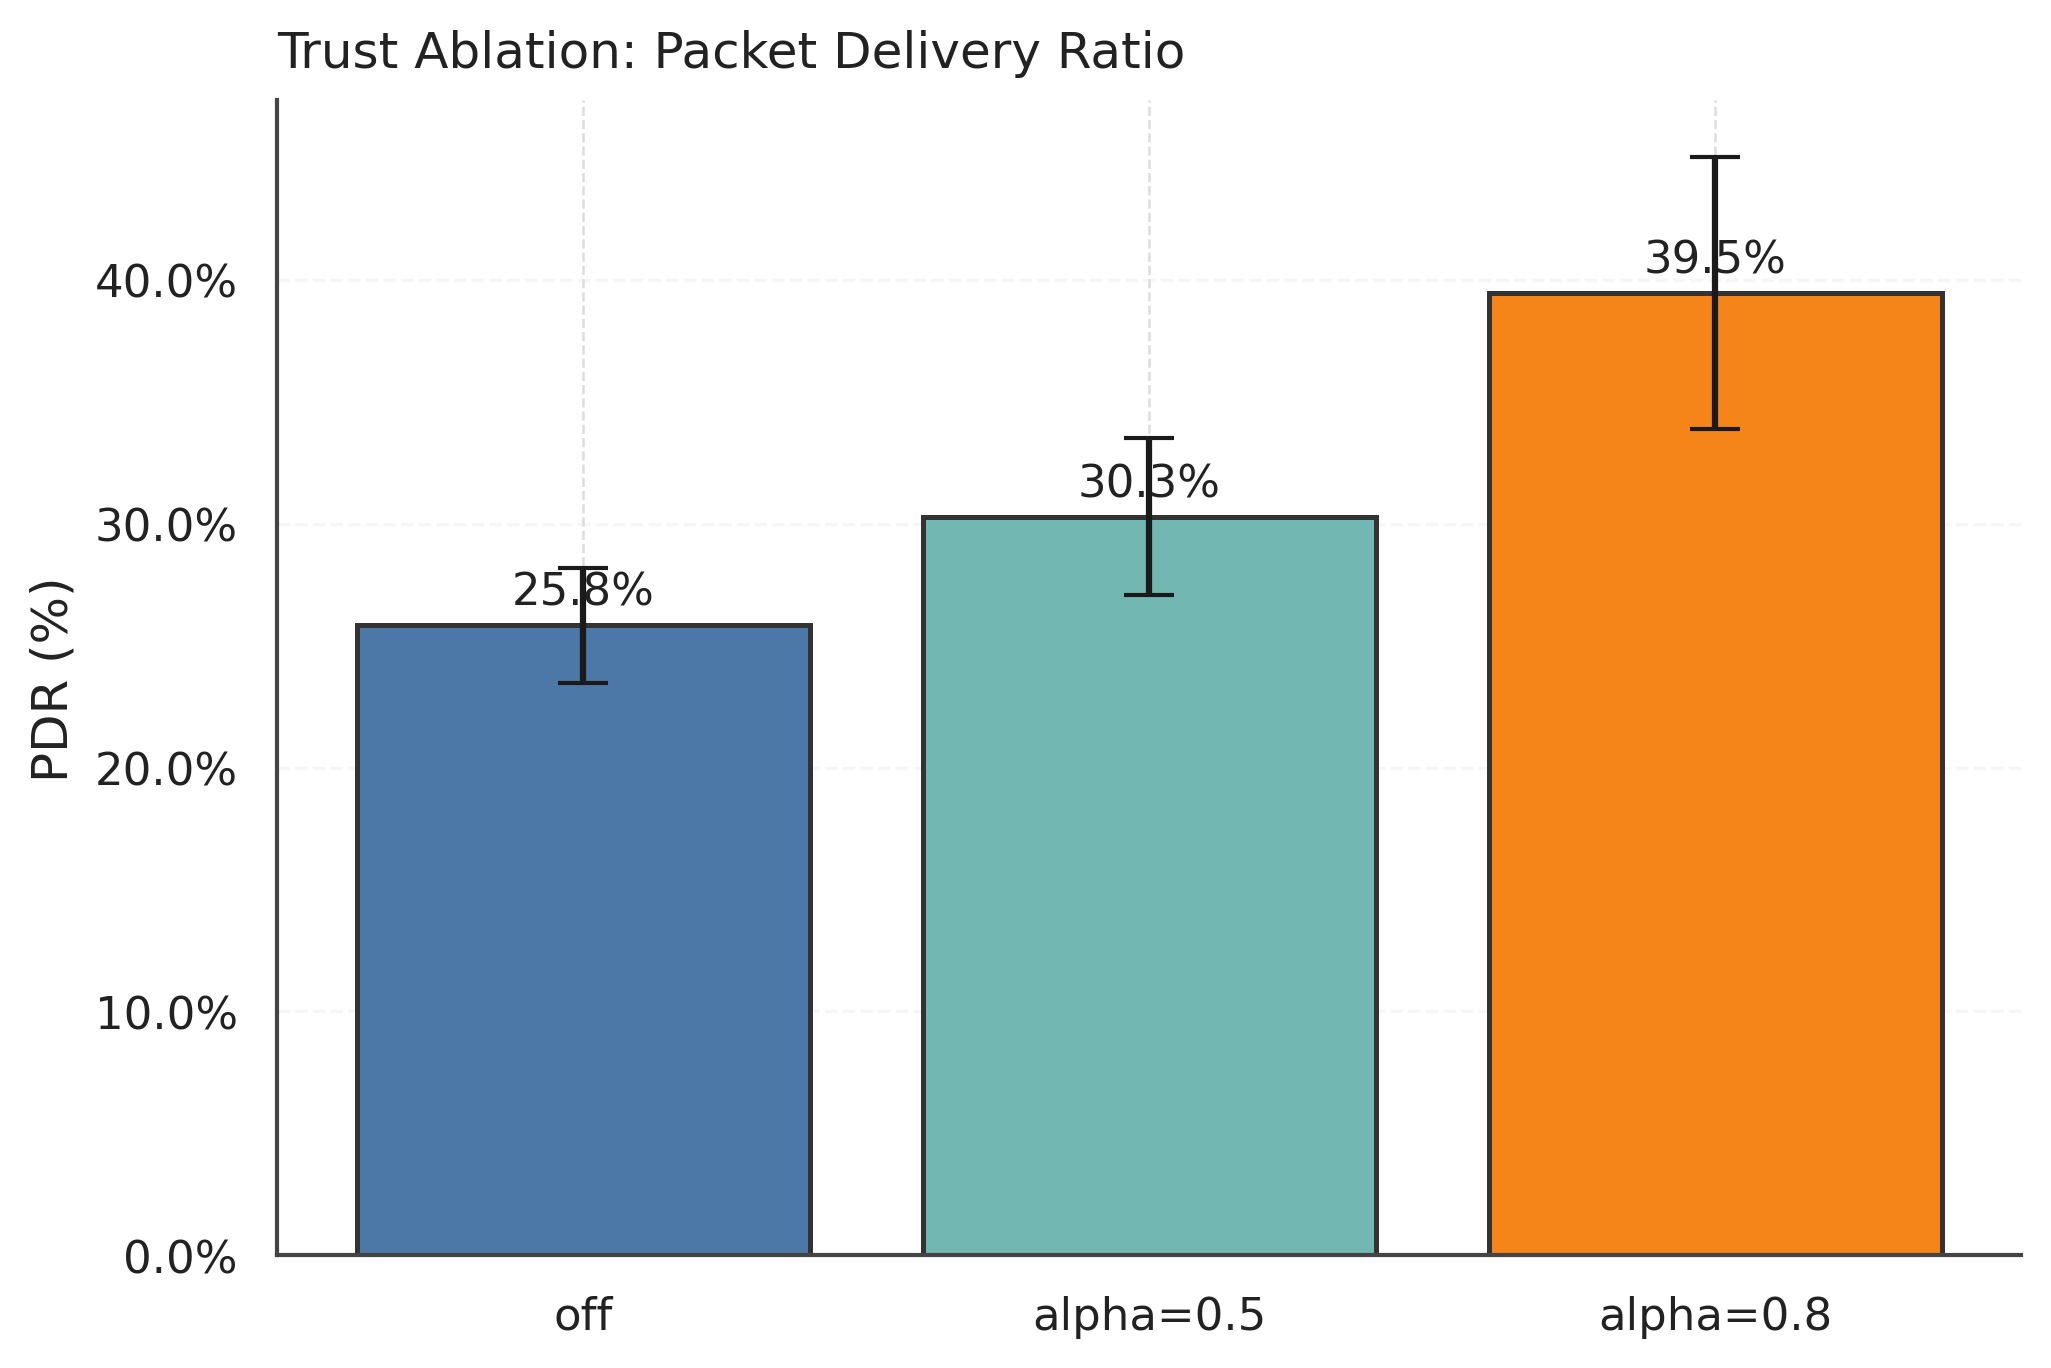 Trust Ablation: Packet Delivery Ratio
PDR (%)
40.0%
30.0%
20.0%
10.0%
0.0%
25.8%
30.3%
39.5%
off
alpha=0.5
alpha=0.8